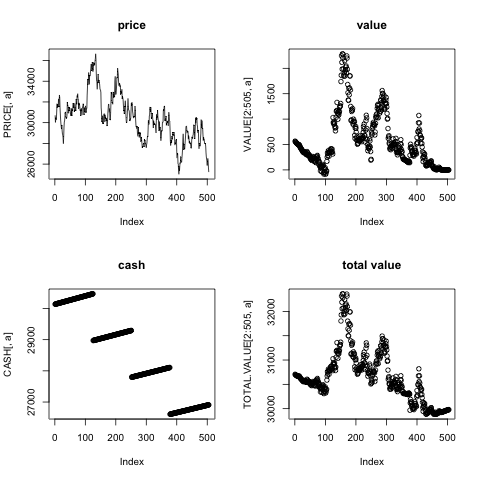 price
PRICE[, a]
34000
30000
26000
0 100 200 300 400 500
Index
value
VALUE[2:505, a]
1500
500
0
0 100 200 300 400 500
Index
cash
CASH[, a]
29000
27000
0 100 200 300 400 500
Index
total value
TOTAL.VALUE[2:505, a]
32000
31000
30000
0 100 200 300 400 500
Index